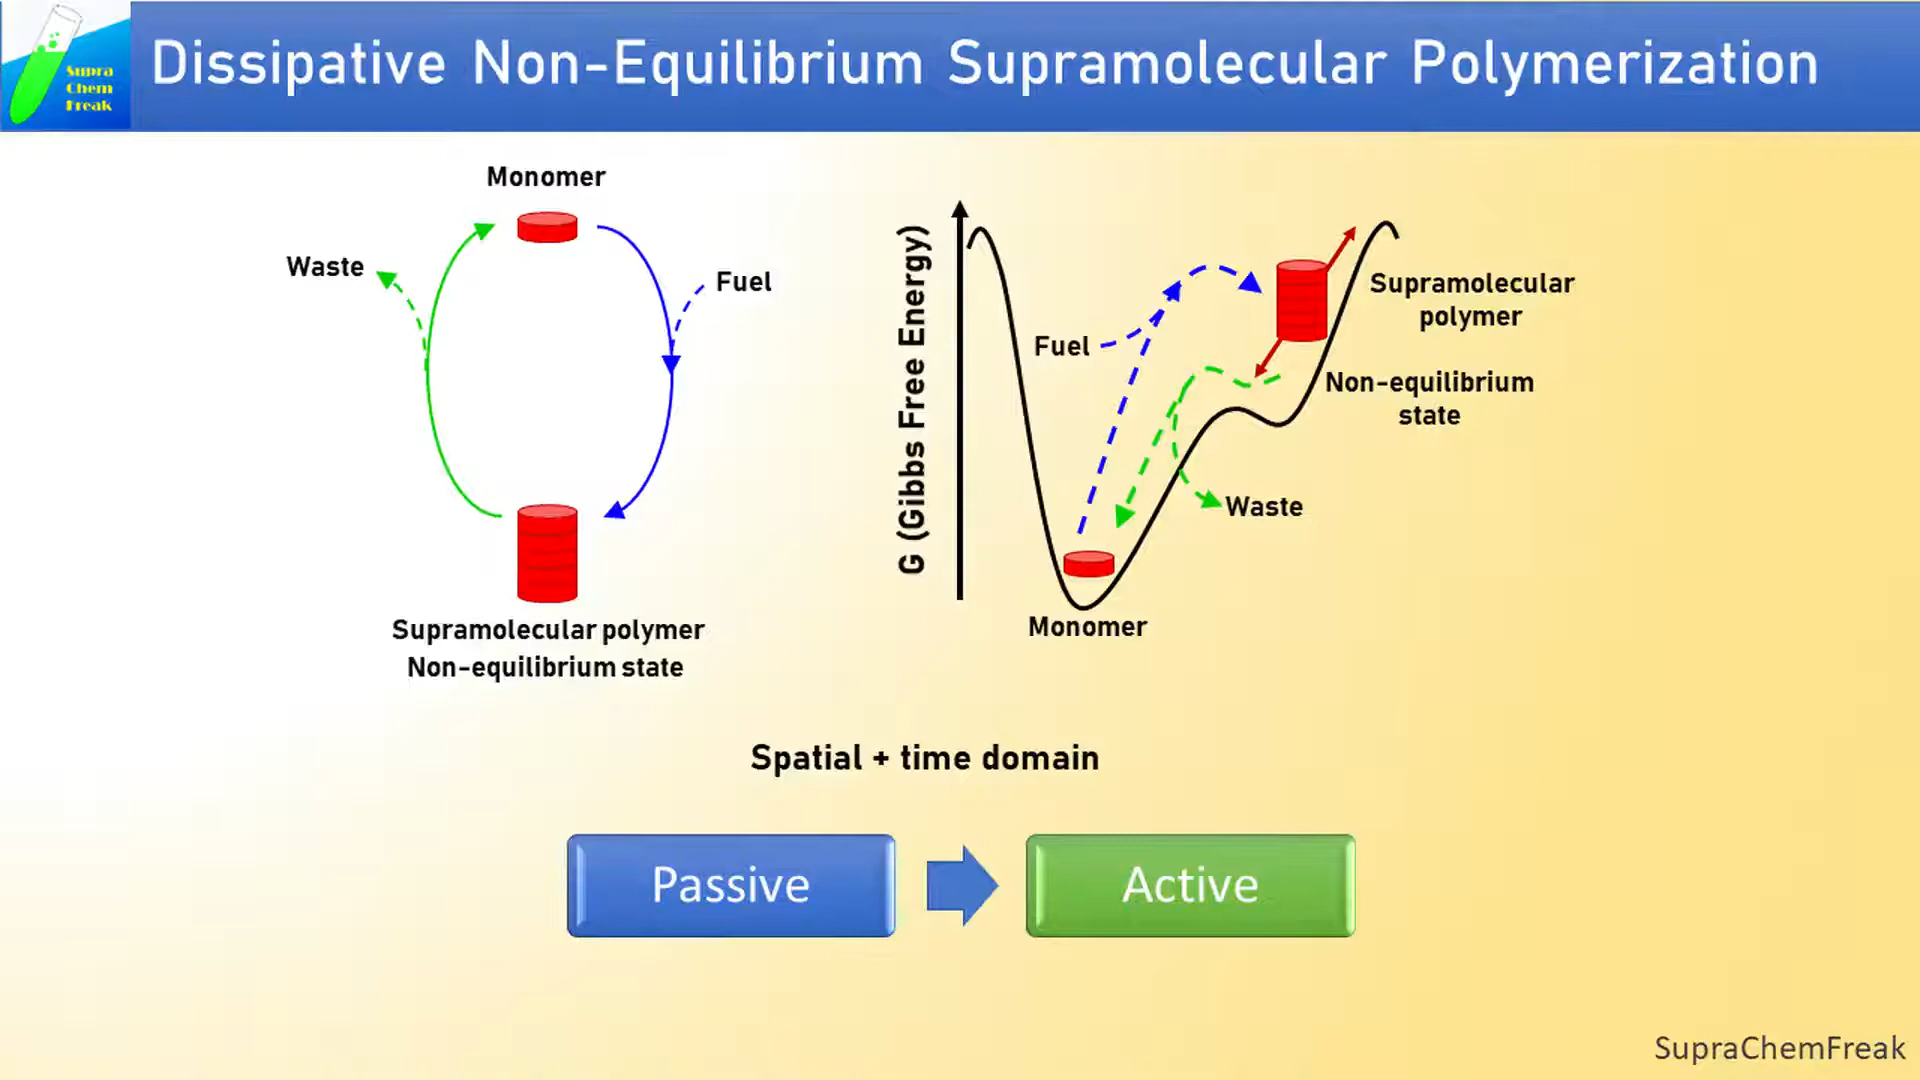 Supra
Chem
Freak
Dissipative Non-Equilibrium Supramolecular Polymerization
Monomer
Waste
Fuel
Supramolecular polymer
Non-equilibrium state
G (Gibbs Free Energy)
Fuel
Supramolecular
polymer
Non-equilibrium
state
Waste
Monomer
Spatial + time domain
Passive
Active
SupraChemFreak